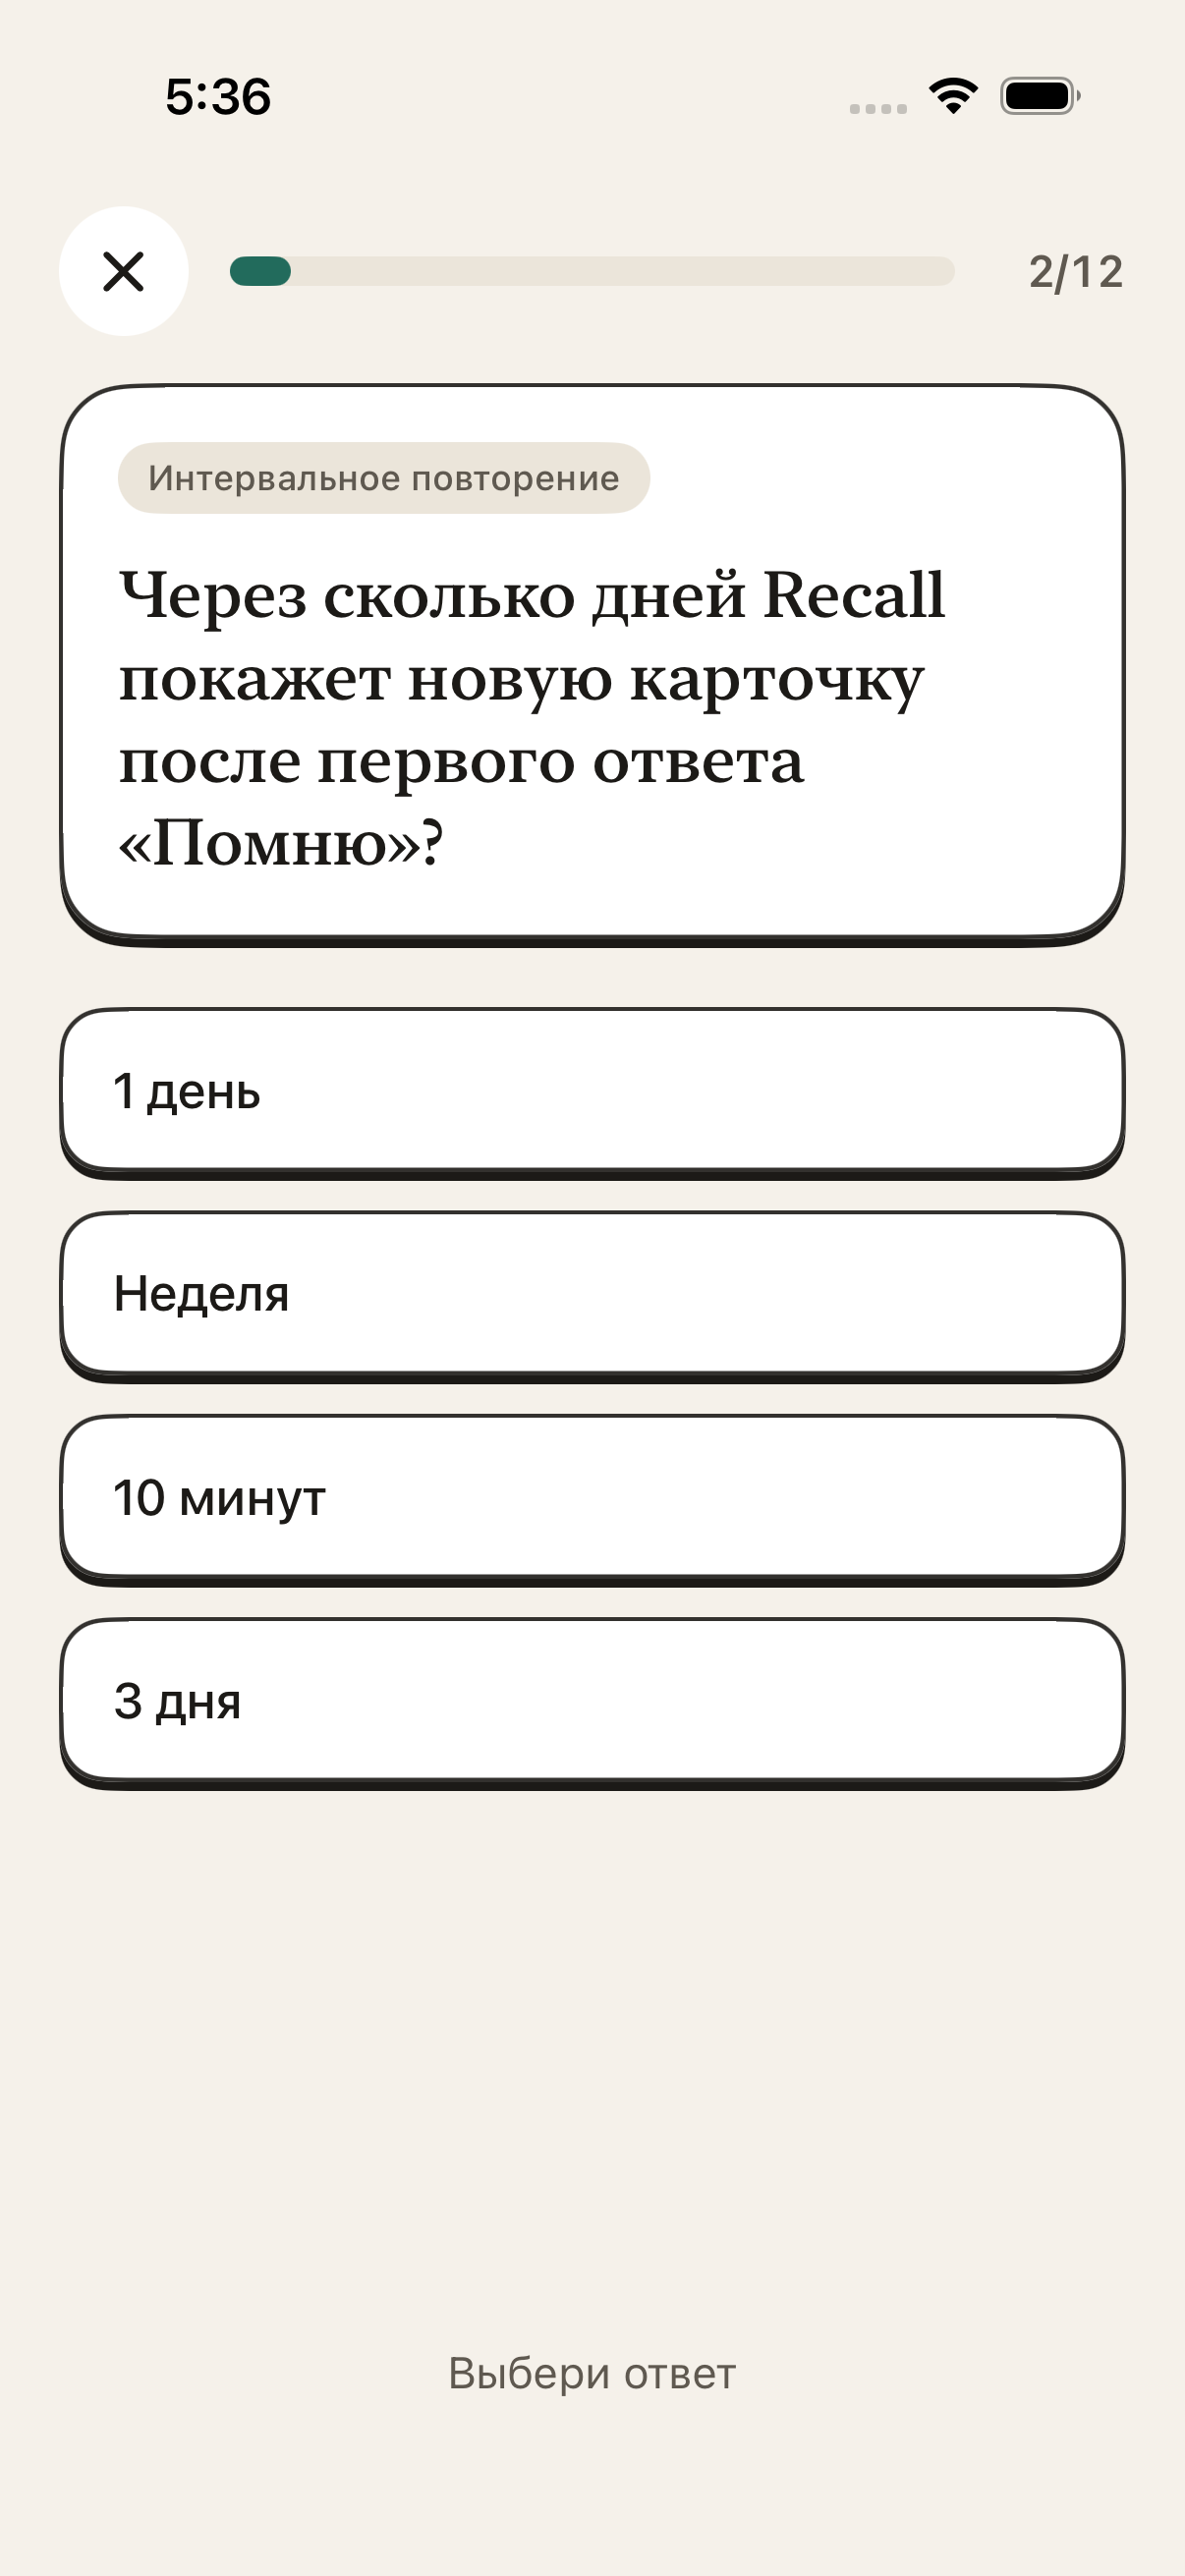 5:36
2/12
Интервальное повторение
Через сколько дней Recall
покажет новую карточку
после первого ответа
«Помню»?
1 день
Неделя
10 минут
3 дня
Выбери ответ